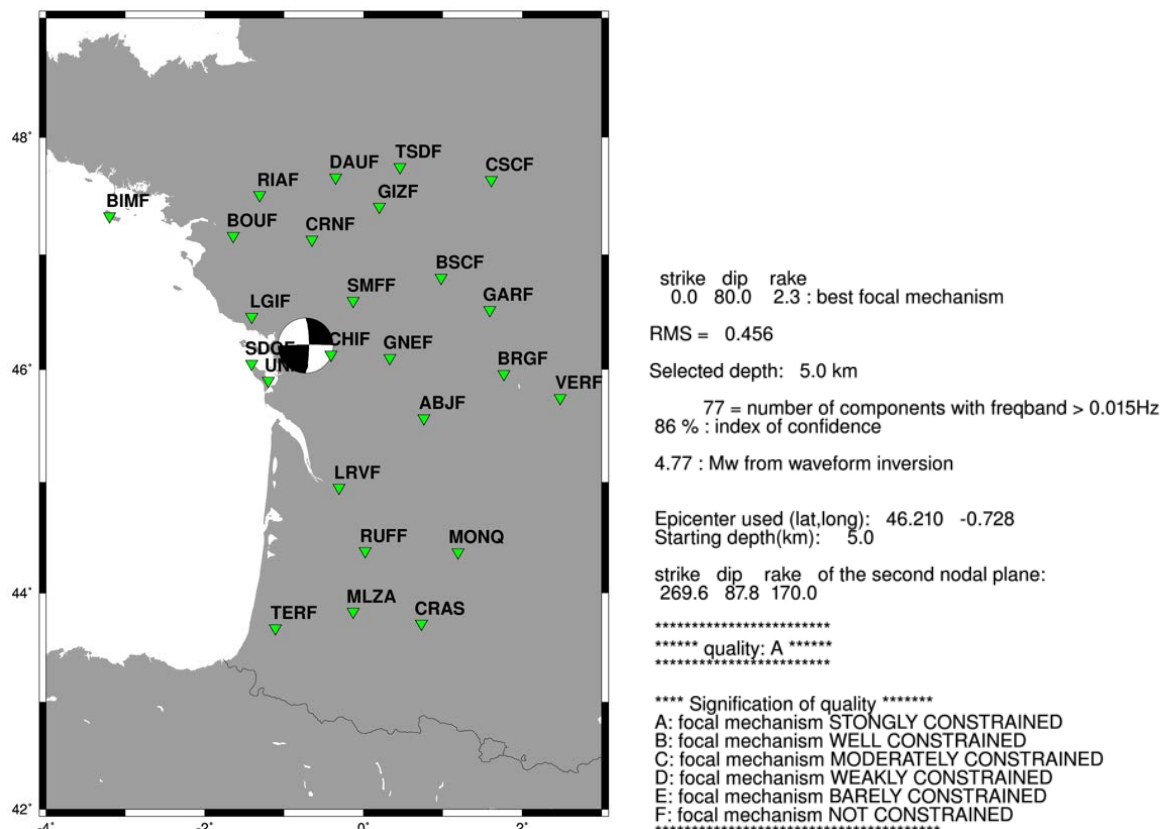 48°
46°
44°
42°
-4°
-2°
0°
2°
TSDF
DAUF
CSCF
RIAF
GIZF
BIMF
BOUF
CRNF
BSCF
SMFF
GARF
LGIF
CHIF
GNEF
BRGF
VERF
ABJF
LRVF
RUFF
MONQ
MLZA
CRAS
TERF
strike dip rake
0.0 80.0 2.3 : best focal mechanism
RMS = 0.456
Selected depth: 5.0 km
77 = number of components with freqband > 0.015Hz
86 % : index of confidence
4.77 : Mw from waveform inversion
Epicenter used (lat,long): 46.210 -0.728
Starting depth(km): 5.0
strike dip rake of the second nodal plane:
269.6 87.8 170.0
************************
****** quality: A ******
************************
**** Signification of quality *******
A: focal mechanism STONGLY CONSTRAINED
B: focal mechanism WELL CONSTRAINED
C: focal mechanism MODERATELY CONSTRAINED
D: focal mechanism WEAKLY CONSTRAINED
E: focal mechanism BARELY CONSTRAINED
F: focal mechanism NOT CONSTRAINED
***************************************